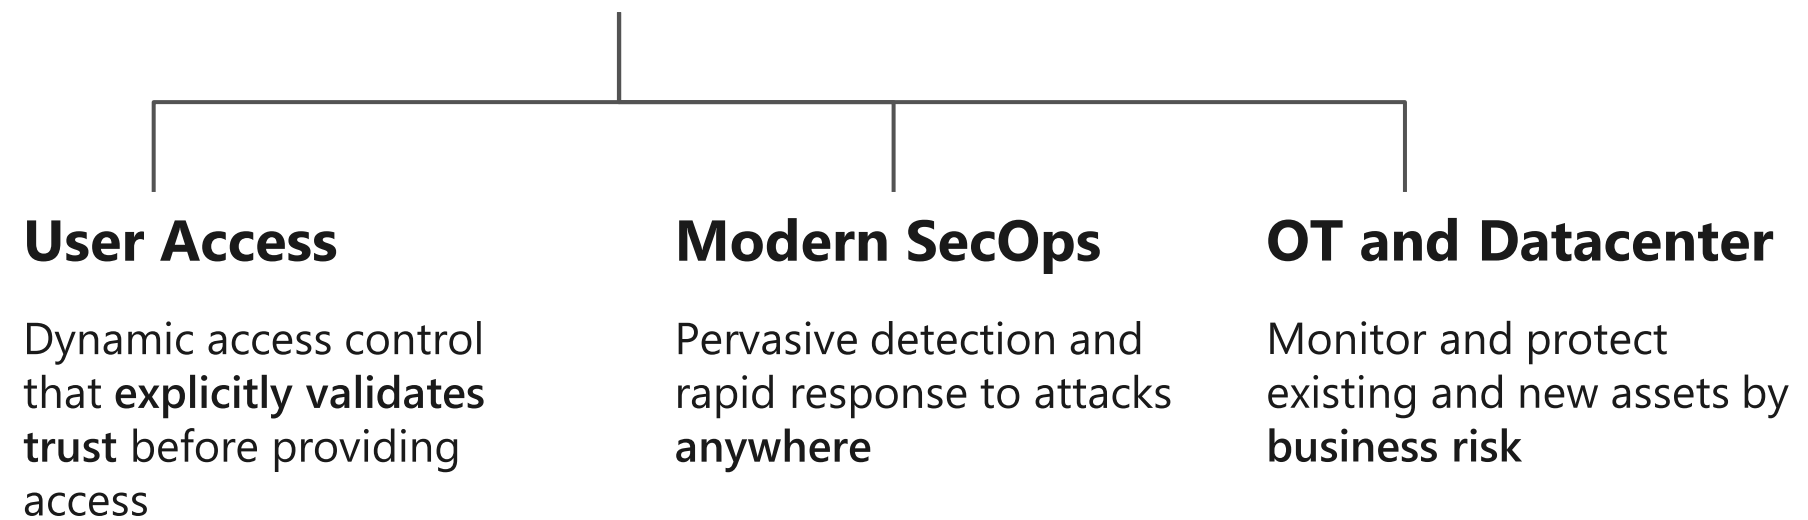 User Access
Dynamic access control
that explicitly validates
trust before providing
access
Modern SecOps
Pervasive detection and
rapid response to attacks
anywhere
OT and Datacenter
Monitor and protect
existing and new assets by
business risk